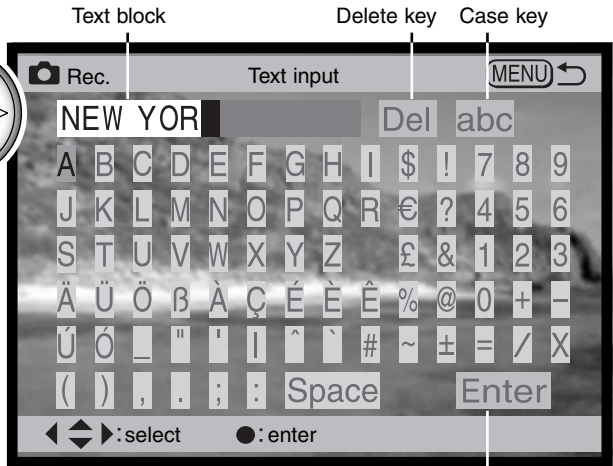 Text block Delete key Case key
Rec. Text input MENU
NEW YOR Del abc
A B C D E F G H I $ ! 7 8 9
J K L M N O P Q R € ? 4 5 6
S T U V W X Y Z £ & 1 2 3
Ä Ü Ö ß À Ç É È Ê % @ 0 + –
Ú Ó _ " ' | ^ ` # ~ ± = / X
( ) , . ; : Space Enter
:select :enter